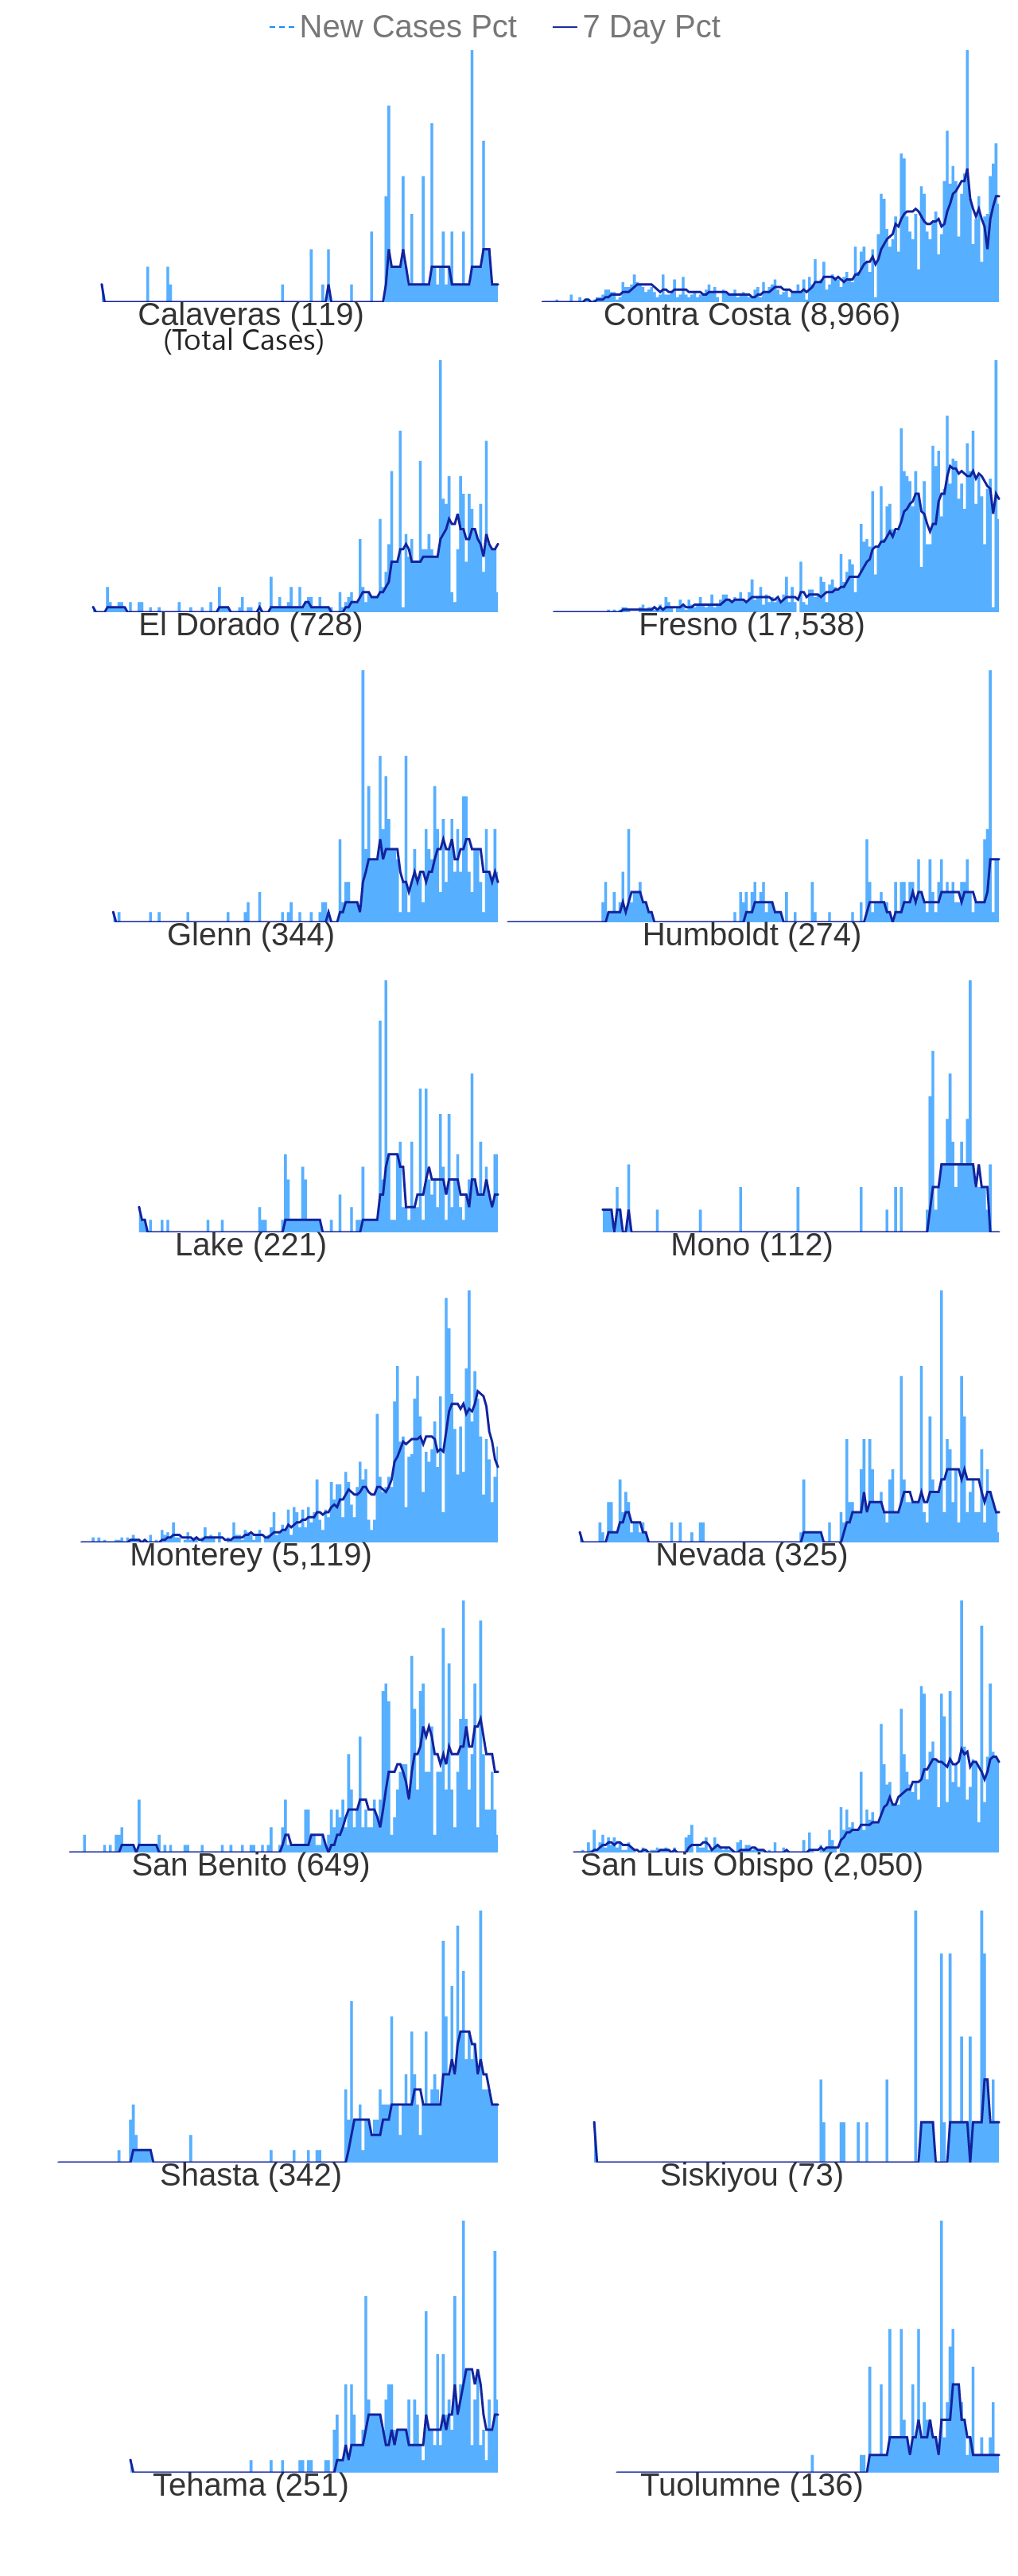 New Cases Pct 7 Day Pct
Calaveras (119) Contra Costa (8,966)
(Total Cases)
El Dorado (728) Fresno (17,538)
Glenn (344) Humboldt (274)
Lake (221) Mono (112)
Monterey (5,119) Nevada (325)
San Benito (649) San Luis Obispo (2,050)
Shasta (342) Siskiyou (73)
Tehama (251) Tuolumne (136)